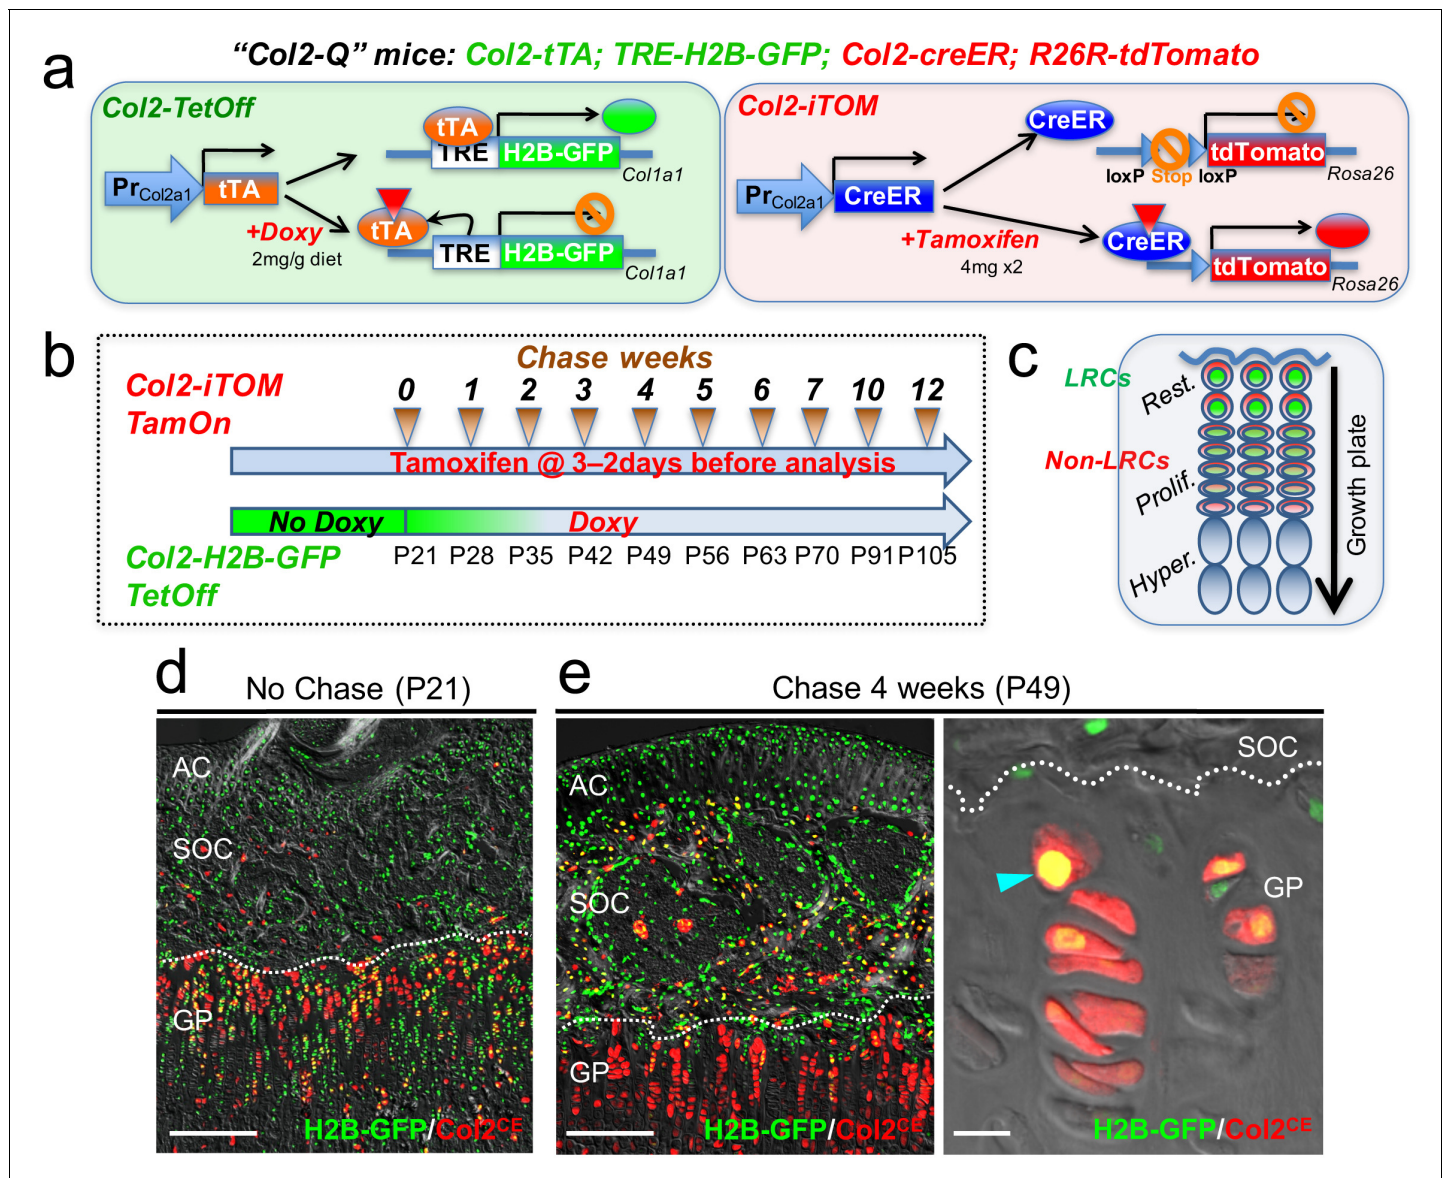 a
“Col2-Q” mice: Col2-tTA; TRE-H2B-GFP; Col2-creER; R26R-tdTomato
Col2-TetOff
PrCol2a1
tTA
tTA
TRE
H2B-GFP
Col1a1
+Doxy
2mg/g diet
tTA
TRE
H2B-GFP
Col1a1
Col2-iTOM
PrCol2a1
CreER
CreER
loxP Stop loxP
tdTomato
Rosa26
+Tamoxifen
4mg x2
CreER
tdTomato
Rosa26
b
Chase weeks
Col2-iTOM
TamOn
0 1 2 3 4 5 6 7 10 12
Tamoxifen @ 3–2days before analysis
No Doxy
Doxy
Col2-H2B-GFP
TetOff
P21 P28 P35 P42 P49 P56 P63 P70 P91 P105
c
LRCs
Rest.
Non-LRCs
Prolif.
Hyper.
Growth plate
d
No Chase (P21)
AC
SOC
GP
H2B-GFP/Col2CE
e
Chase 4 weeks (P49)
AC
SOC
GP
H2B-GFP/Col2CE
SOC
GP
H2B-GFP/Col2CE